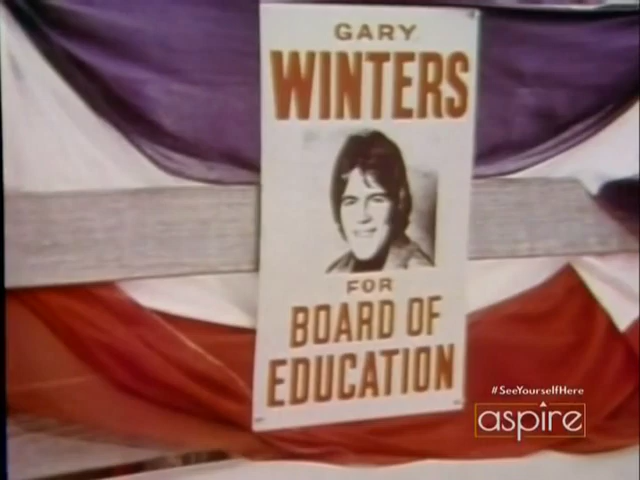 GARY
WINTERS
FOR
BOARD OF
EDUCATION
#SeeYourselfHere
aspire